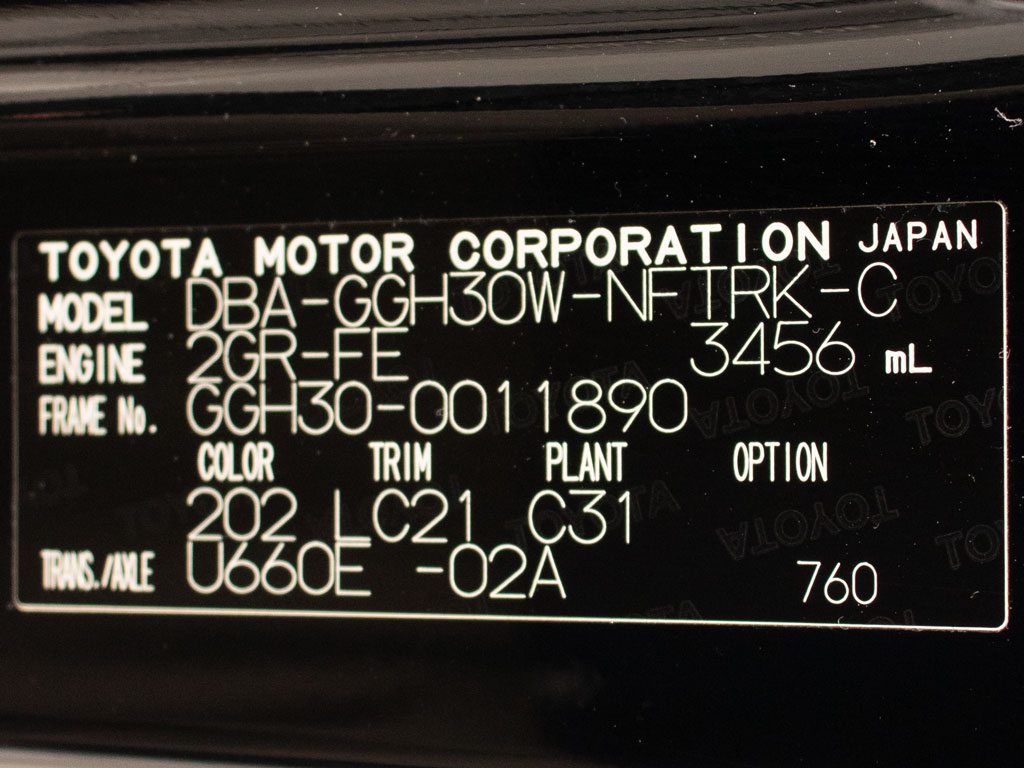 TOYOTA MOTOR CORPORATION JAPAN
MODEL DBA-GGH30W-NFTRK-C
ENGINE 2GR-FE 3456 mL
FRAME No. GGH30-0011890
COLOR TRIM PLANT OPTION
202 LC21 C31
TRANS./AXLE U660E -02A 760